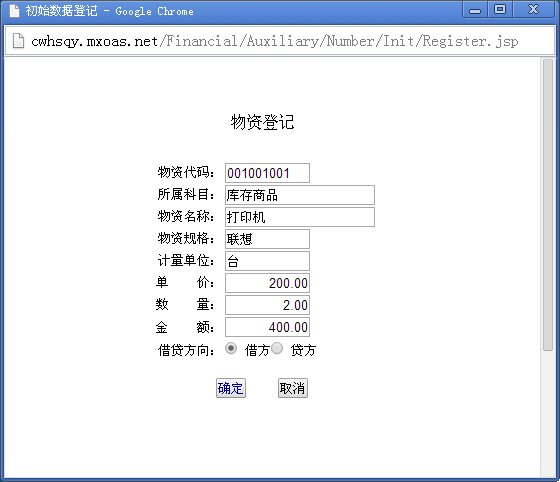 初始数据登记 - Google Chrome
cwhsqy.mxoas.net/Financial/Auxiliary/Number/Init/Register.jsp
物资登记
物资代码： 001001001
所属科目： 库存商品
物资名称： 打印机
物资规格： 联想
计量单位： 台
单 价： 200.00
数 量： 2.00
金 额： 400.00
借贷方向： 借方 贷方
确定 取消